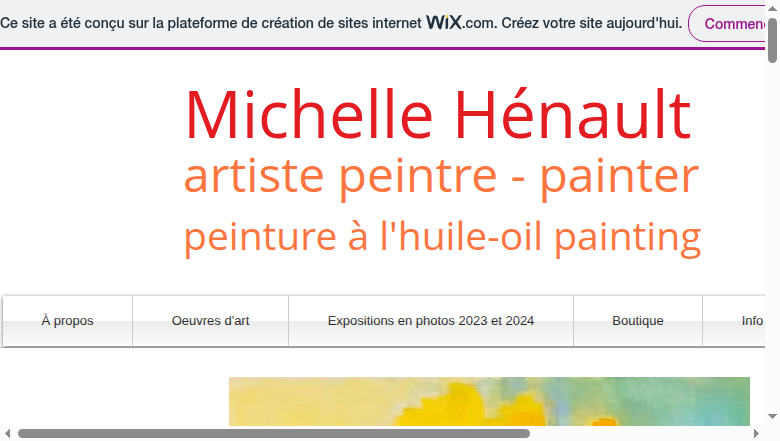 Ce site a été conçu sur la plateforme de création de sites internet WiX.com. Créez votre site aujourd'hui.
Michelle Hénault
artiste peintre - painter
peinture à l'huile-oil painting
À propos
Oeuvres d'art
Expositions en photos 2023 et 2024
Boutique
Info